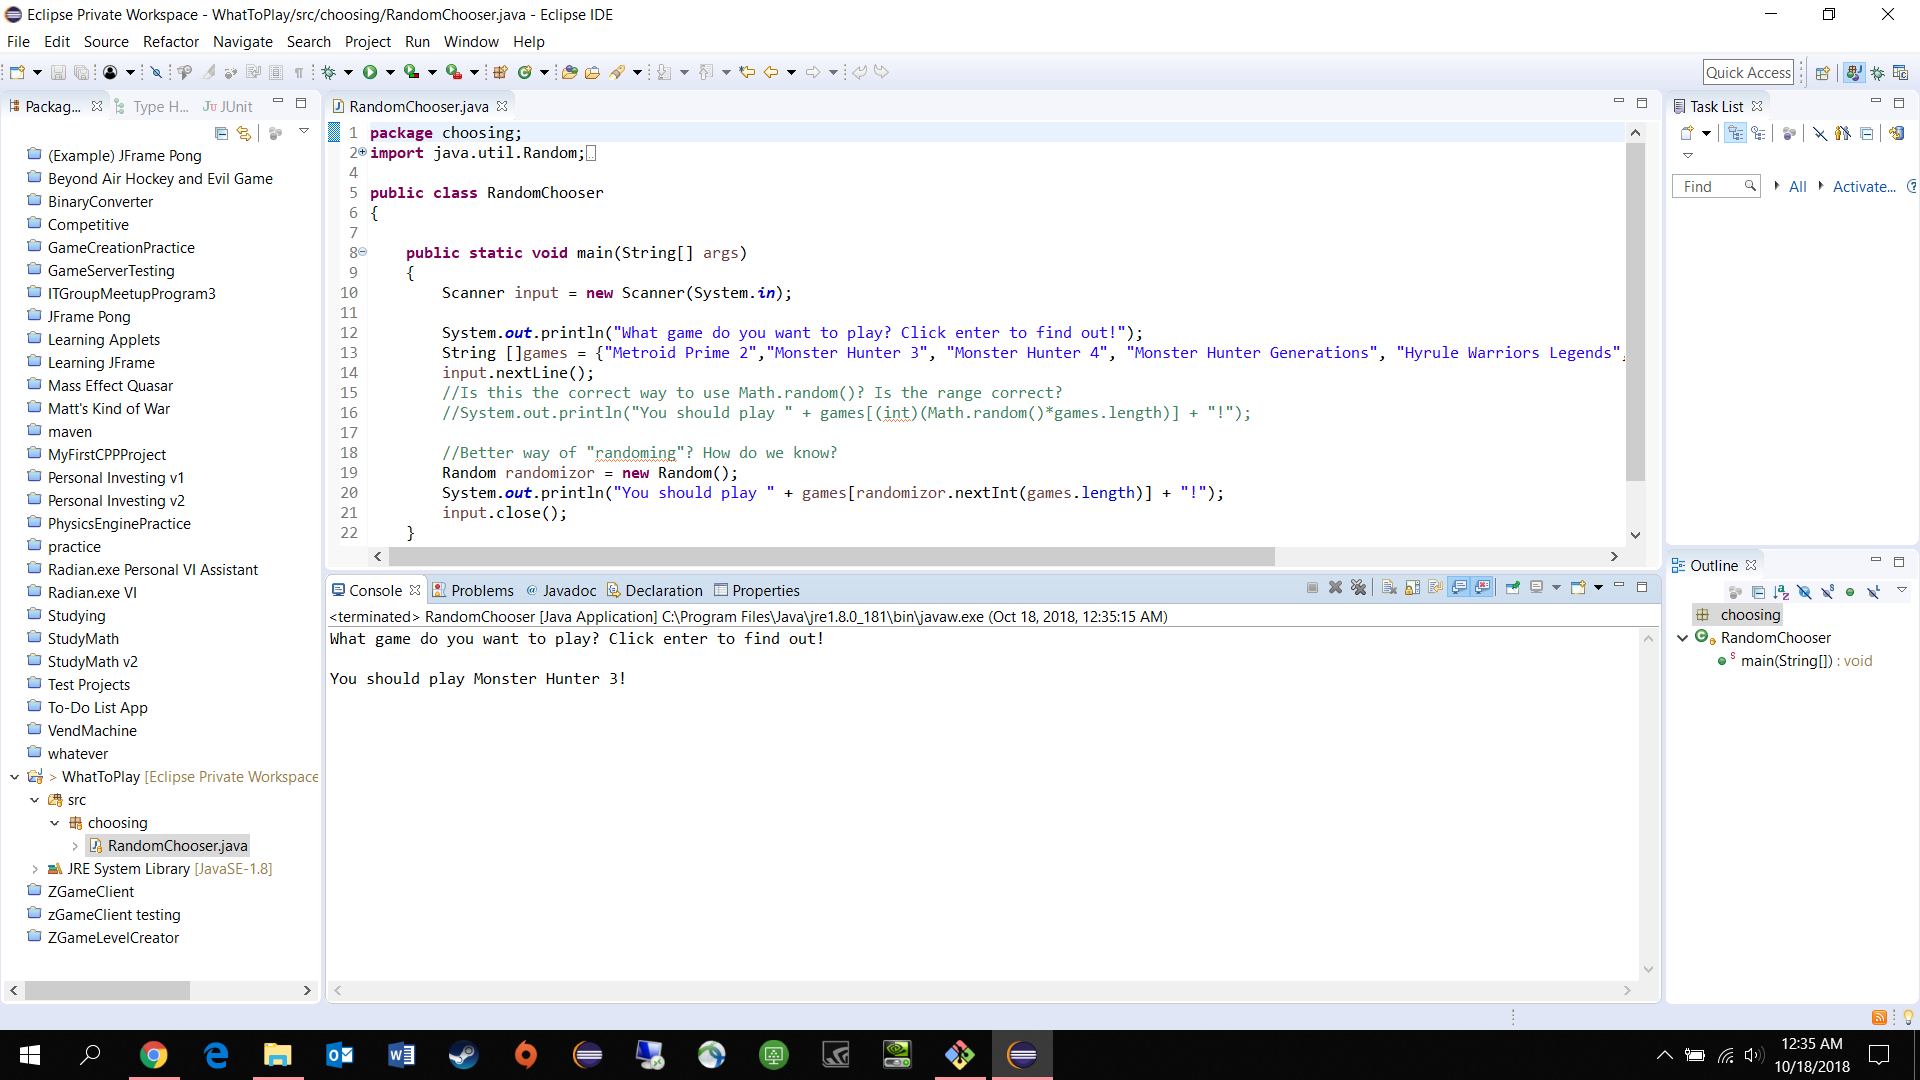 Eclipse Private Workspace - WhatToPlay/src/choosing/RandomChooser.java - Eclipse IDE
File Edit Source Refactor Navigate Search Project Run Window Help
Quick Access
Packag... Type H... JUnit
(Example) JFrame Pong
Beyond Air Hockey and Evil Game
BinaryConverter
Competitive
GameCreationPractice
GameServerTesting
ITGroupMeetupProgram3
JFrame Pong
Learning Applets
Learning JFrame
Mass Effect Quasar
Matt's Kind of War
maven
MyFirstCPPProject
Personal Investing v1
Personal Investing v2
PhysicsEnginePractice
practice
Radian.exe Personal VI Assistant
Radian.exe VI
Studying
StudyMath
StudyMath v2
Test Projects
To-Do List App
VendMachine
whatever
> WhatToPlay [Eclipse Private Workspace
src
choosing
RandomChooser.java
JRE System Library [JavaSE-1.8]
ZGameClient
zGameClient testing
ZGameLevelCreator
RandomChooser.java
1 package choosing;
2 import java.util.Random;
4
5 public class RandomChooser
6 {
7
8 public static void main(String[] args)
9 {
10 Scanner input = new Scanner(System.in);
11
12 System.out.println("What game do you want to play? Click enter to find out!");
13 String []games = {"Metroid Prime 2","Monster Hunter 3", "Monster Hunter 4", "Monster Hunter Generations", "Hyrule Warriors Legends",
14 input.nextLine();
15 //Is this the correct way to use Math.random()? Is the range correct?
16 //System.out.println("You should play " + games[(int)(Math.random()*games.length)] + "!");
17
18 //Better way of "randoming"? How do we know?
19 Random randomizor = new Random();
20 System.out.println("You should play " + games[randomizor.nextInt(games.length)] + "!");
21 input.close();
22 }
Console Problems @ Javadoc Declaration Properties
<terminated> RandomChooser [Java Application] C:\Program Files\Java\jre1.8.0_181\bin\javaw.exe (Oct 18, 2018, 12:35:15 AM)
What game do you want to play? Click enter to find out!
You should play Monster Hunter 3!
Task List
Find All Activate...
Outline
choosing
RandomChooser
main(String[]) : void
12:35 AM
10/18/2018